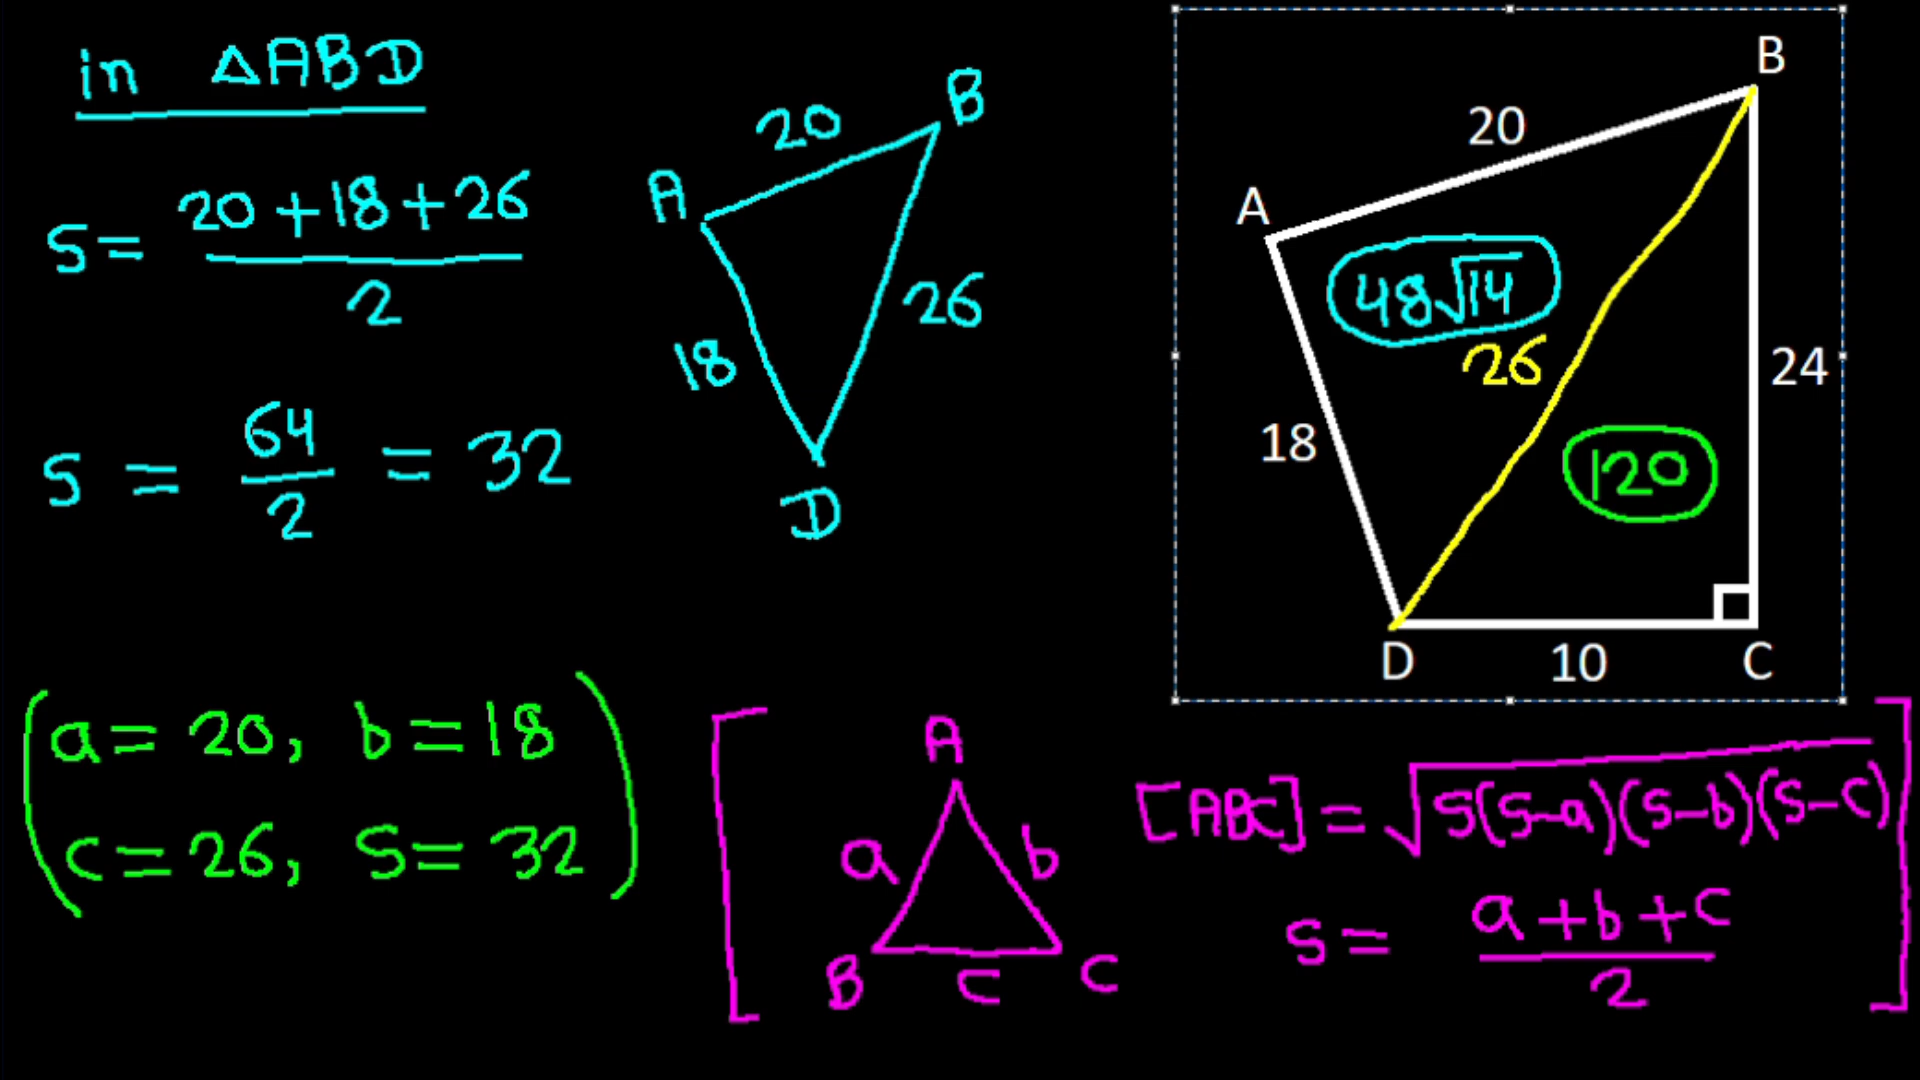 in △ABD
S = 20 + 18 + 26 / 2
S = 64 / 2 = 32
A
20
B
26
18
D
B
20
A
48√14
26
24
18
120
D
10
C
(a = 20, b = 18
c = 26, S = 32)
[
A
a
b
B
c
C
[ABC] = √S(S-a)(S-b)(S-c)
S = a + b + c / 2
]